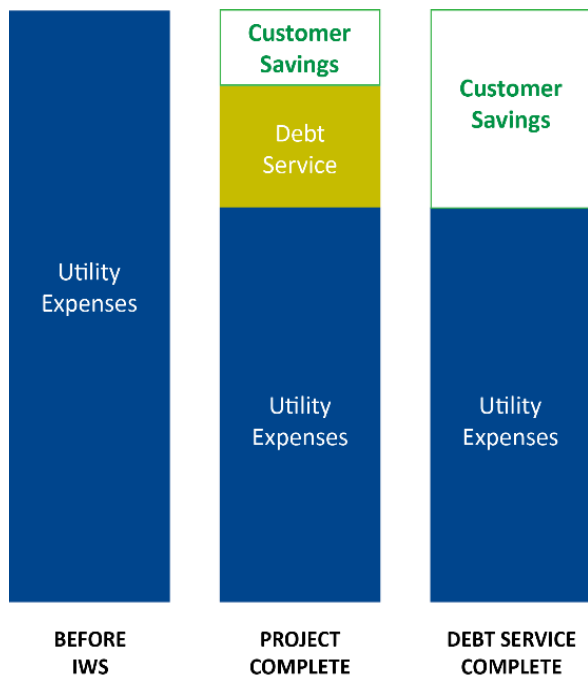 Utility
Expenses
Customer
Savings
Debt
Service
Utility
Expenses
Customer
Savings
Utility
Expenses
BEFORE
IWS
PROJECT
COMPLETE
DEBT SERVICE
COMPLETE